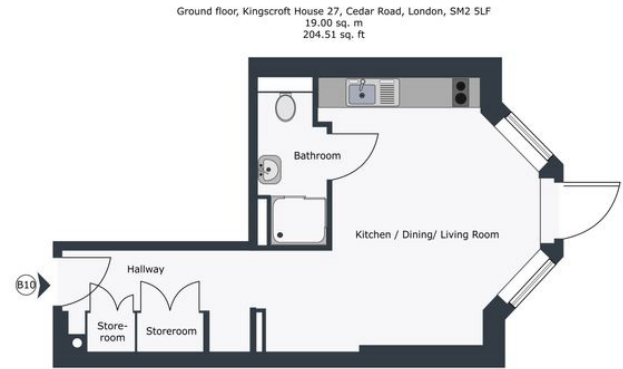 Ground floor, Kingscroft House 27, Cedar Road, London, SM2 5LF
19.00 sq. m
204.51 sq. ft
Bathroom
Kitchen / Dining/ Living Room
Hallway
B10
Store-
room
Storeroom